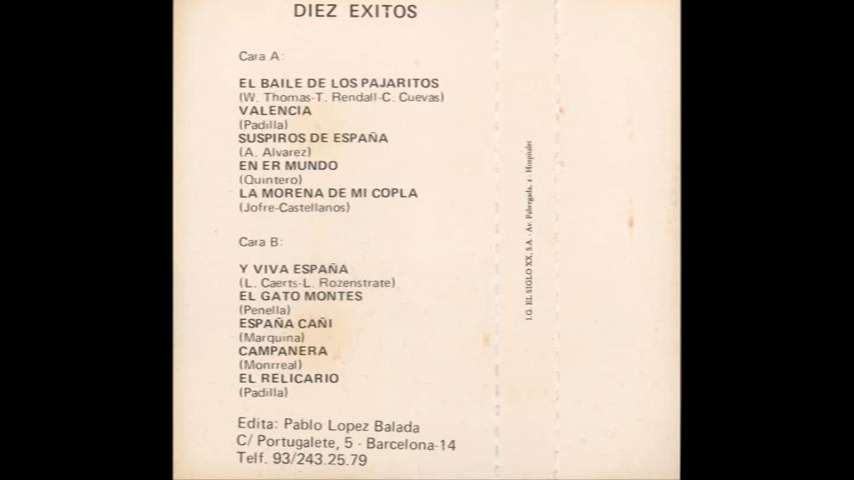 DIEZ EXITOS
Cara A:
EL BAILE DE LOS PAJARITOS
(W. Thomas-T. Rendall-C. Cuevas)
VALENCIA
(Padilla)
SUSPIROS DE ESPAÑA
(A. Alvarez)
EN ER MUNDO
(Quintero)
LA MORENA DE MI COPLA
(Jofre-Castellanos)
Cara B:
Y VIVA ESPAÑA
(L. Caerts-L. Rozenstrate)
EL GATO MONTES
(Penella)
ESPAÑA CAÑI
(Marquina)
CAMPANERA
(Monrreal)
EL RELICARIO
(Padilla)
Edita: Pablo Lopez Balada
C/ Portugalete, 5 - Barcelona-14
Telf. 93/243.25.79
I.G. EL SIGLO XX, S.A. - Av. Fabregada, 2 - Hospitalet